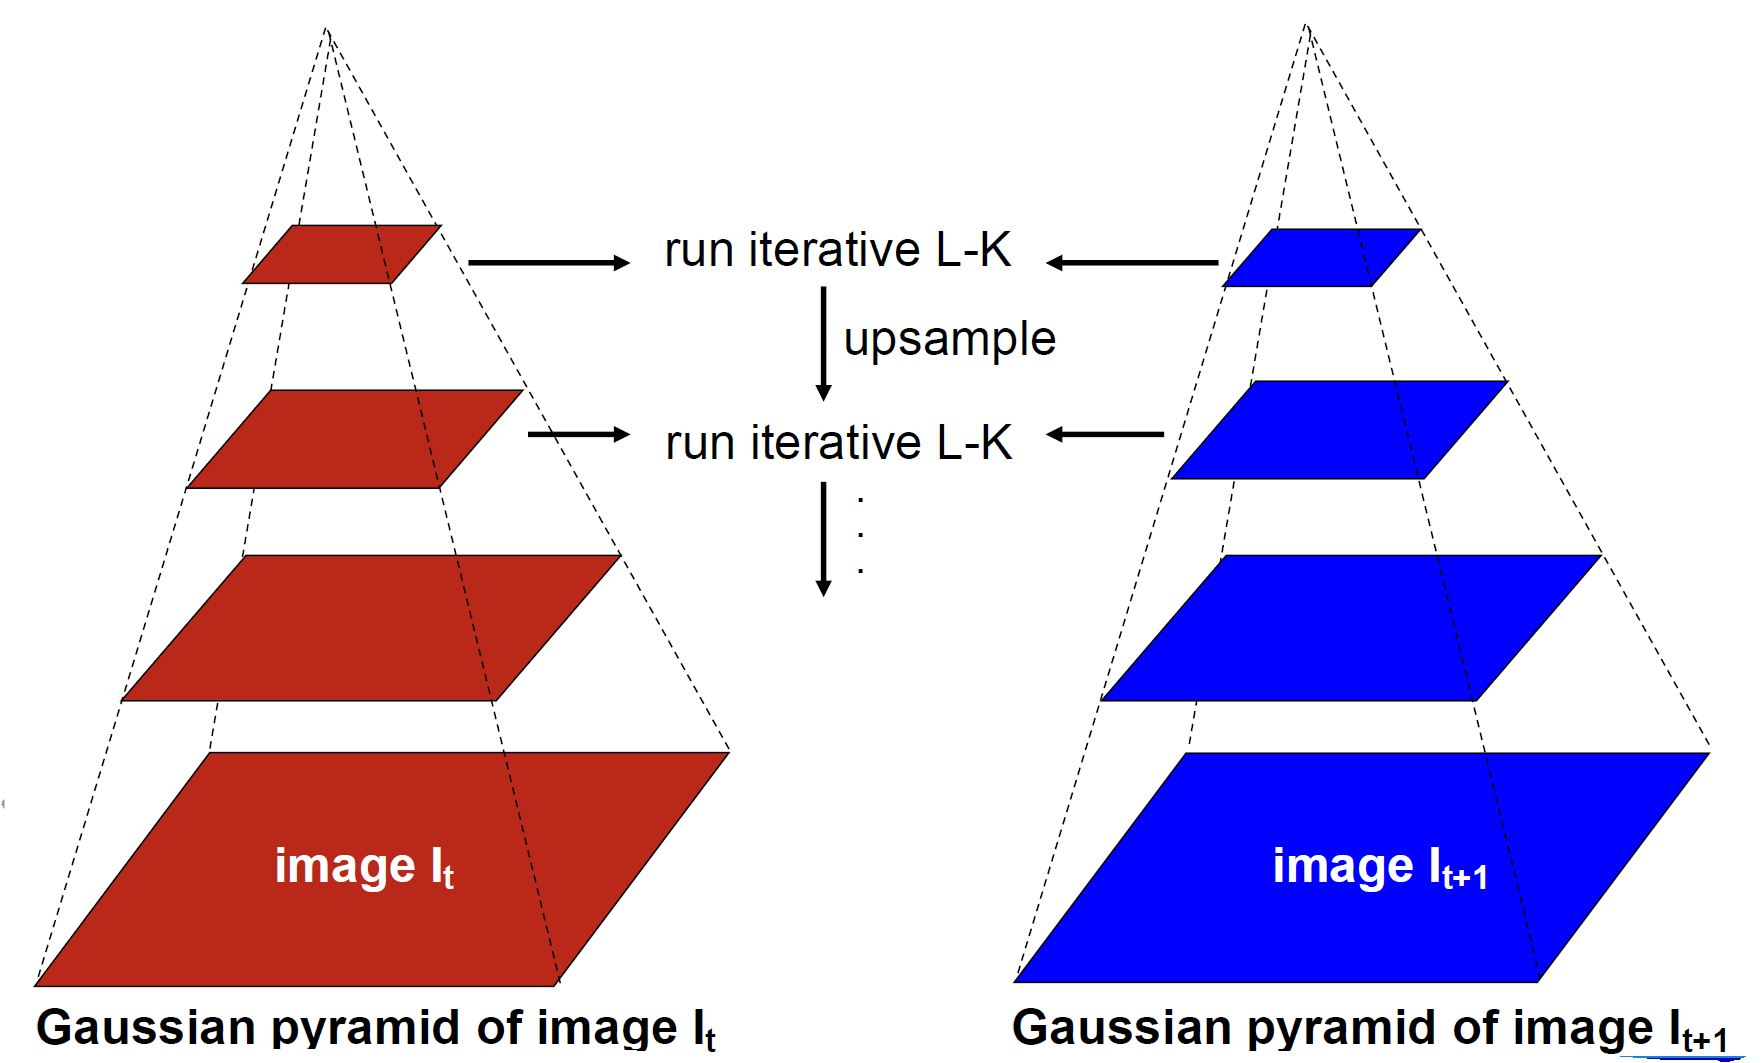 run iterative L-K
upsample
run iterative L-K
.
.
.
image It
image It+1
Gaussian pyramid of image It
Gaussian pyramid of image It+1